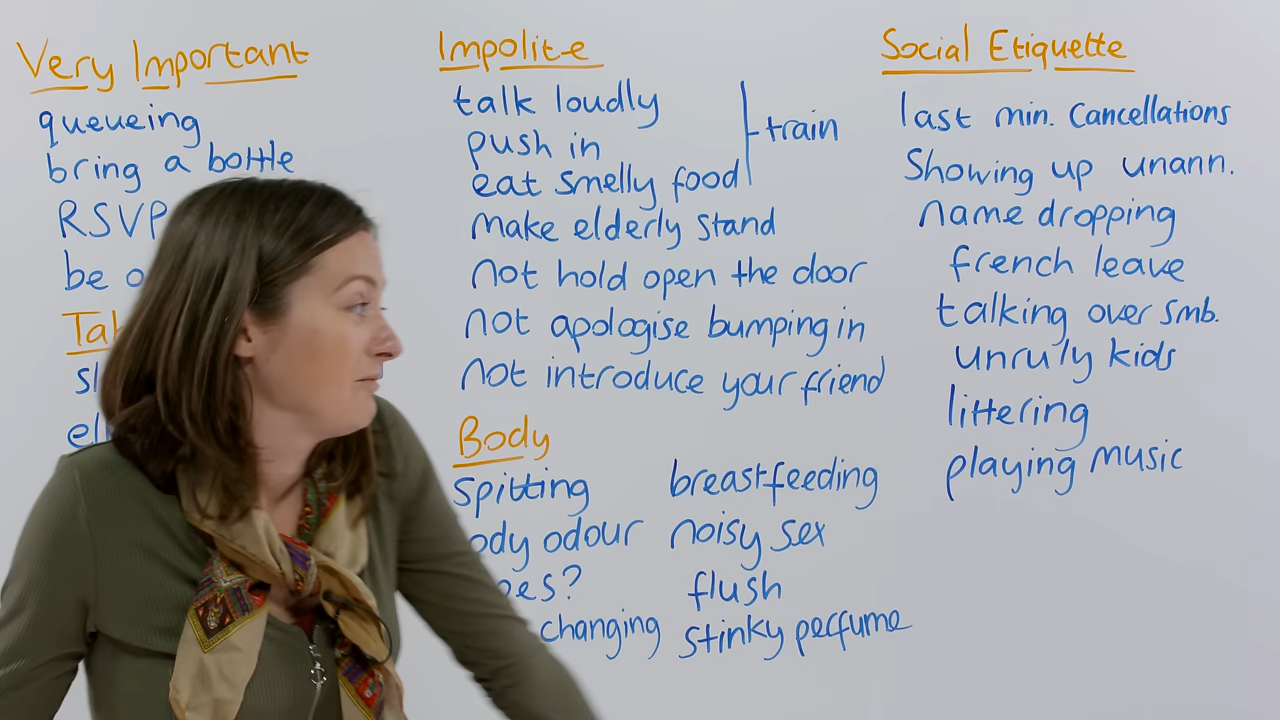 Very Important
queueing
bring a bottle
RSVP
be
Impolite
talk loudly
push in
eat smelly food
train
make elderly stand
not hold open the door
not apologise bumping in
not introduce your friend
Body
spitting
odour
changing
breastfeeding
noisy sex
flush
stinky perfume
Social Etiquette
last min. Cancellations
Showing up unann.
name dropping
french leave
talking over smb.
unruly kids
littering
playing music